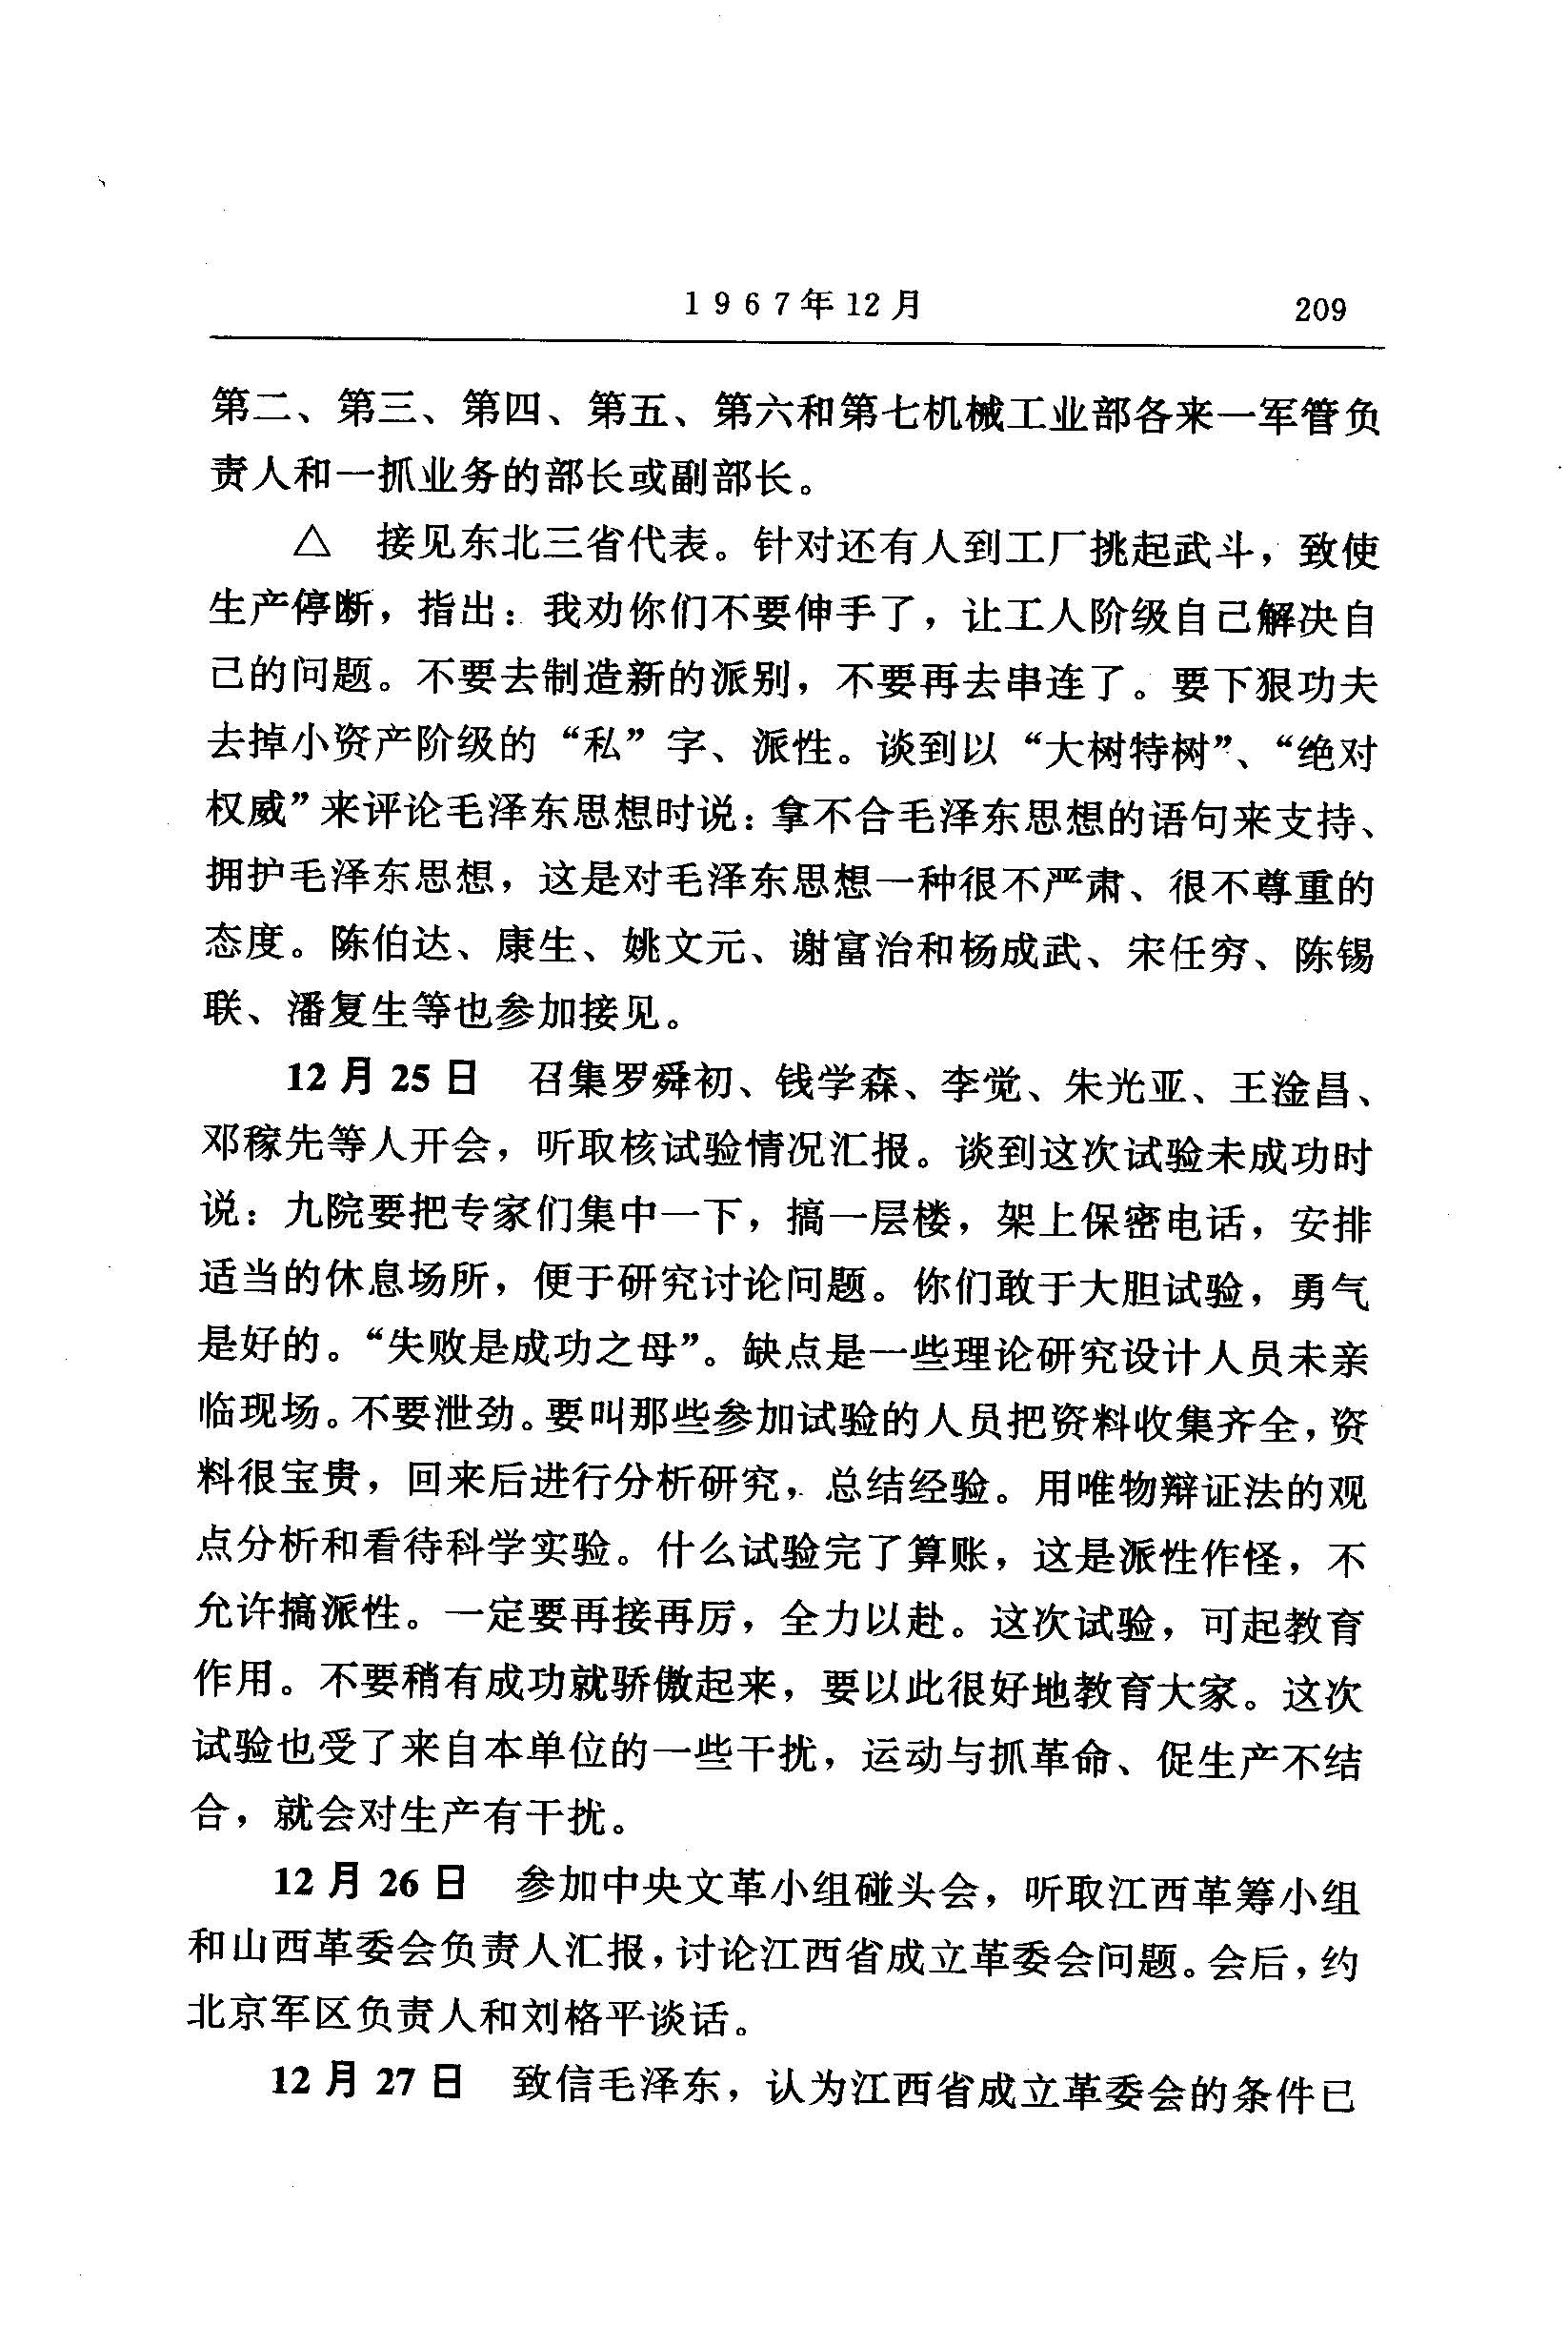 1967年12月
209
第二、第三、第四、第五、第六和第七机械工业部各来一军管负
责人和一抓业务的部长或副部长。
△ 接见东北三省代表。针对还有人到工厂挑起武斗，致使
生产停断，指出：我劝你们不要伸手了，让工人阶级自己解决自
己的问题。不要去制造新的派别，不要再去串连了。要下狠功夫
去掉小资产阶级的“私”字、派性。谈到以“大树特树”、“绝对
权威”来评论毛泽东思想时说：拿不合毛泽东思想的语句来支持、
拥护毛泽东思想，这是对毛泽东思想一种很不严肃、很不尊重的
态度。陈伯达、康生、姚文元、谢富治和杨成武、宋任穷、陈锡
联、潘复生等也参加接见。
12月25日 召集罗舜初、钱学森、李觉、朱光亚、王淦昌、
邓稼先等人开会，听取核试验情况汇报。谈到这次试验未成功时
说：九院要把专家们集中一下，搞一层楼，架上保密电话，安排
适当的休息场所，便于研究讨论问题。你们敢于大胆试验，勇气
是好的。“失败是成功之母”。缺点是一些理论研究设计人员未亲
临现场。不要泄劲。要叫那些参加试验的人员把资料收集齐全，资
料很宝贵，回来后进行分析研究，总结经验。用唯物辩证法的观
点分析和看待科学实验。什么试验完了算账，这是派性作怪，不
允许搞派性。一定要再接再厉，全力以赴。这次试验，可起教育
作用。不要稍有成功就骄傲起来，要以此很好地教育大家。这次
试验也受了来自本单位的一些干扰，运动与抓革命、促生产不结
合，就会对生产有干扰。
12月26日 参加中央文革小组碰头会，听取江西革筹小组
和山西革委会负责人汇报，讨论江西省成立革委会问题。会后，约
北京军区负责人和刘格平谈话。
12月27日 致信毛泽东，认为江西省成立革委会的条件已